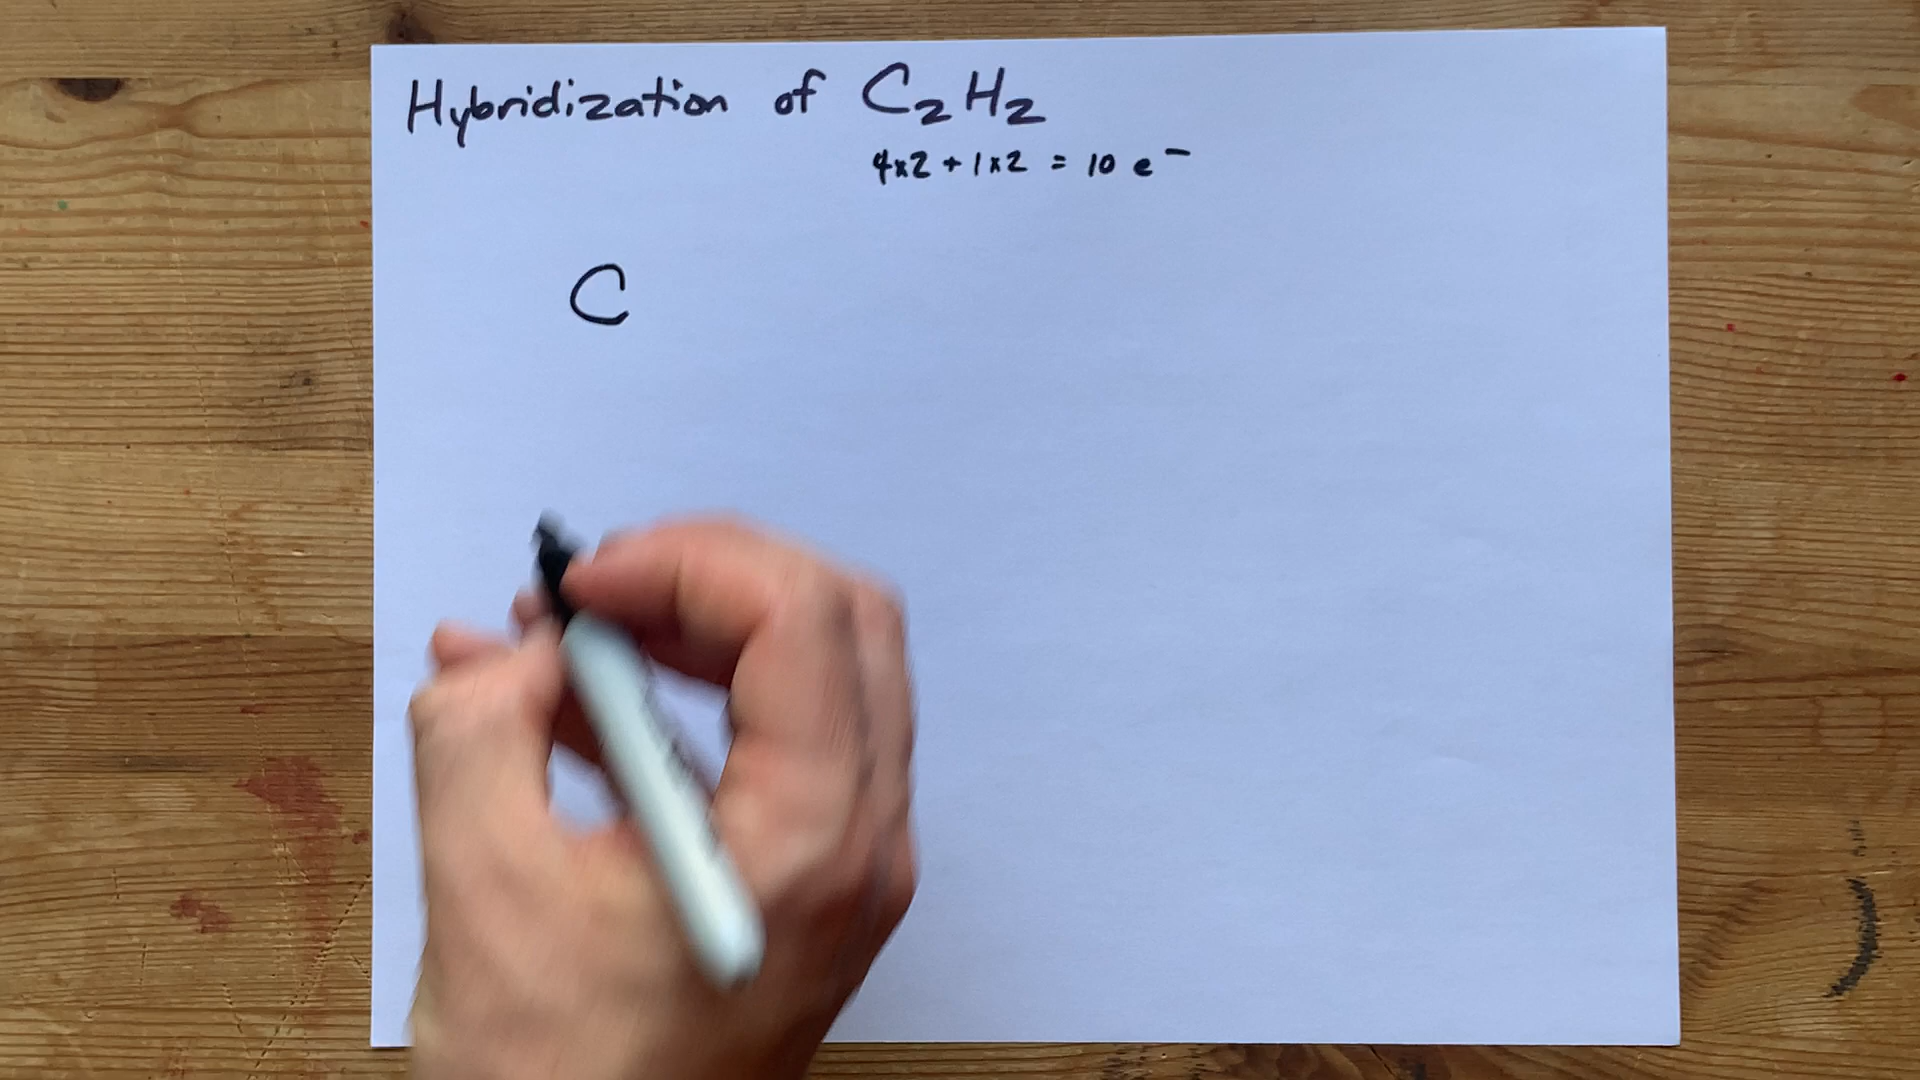 Hybridization of C₂H₂
4x2 + 1x2 = 10 e⁻
C